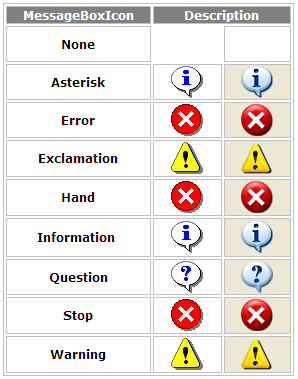 MessageBoxIcon Description
None
Asterisk
Error
Exclamation
Hand
Information
Question
Stop
Warning